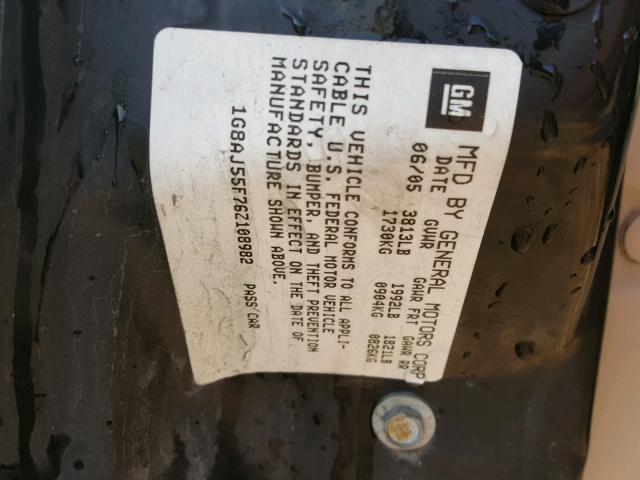 GM
MFD BY GENERAL MOTORS CORP
DATE GVWR GAWR FRT GAWR RR
06/05 3813LB 1992LB 1821LB
1730KG 0904KG 0826KG
THIS VEHICLE CONFORMS TO ALL APPLI-
CABLE U.S. FEDERAL MOTOR VEHICLE
SAFETY, BUMPER, AND THEFT PREVENTION
STANDARDS IN EFFECT ON THE DATE OF
MANUFACTURE SHOWN ABOVE.
1G8AJ55F76Z108982 PASS/CAR